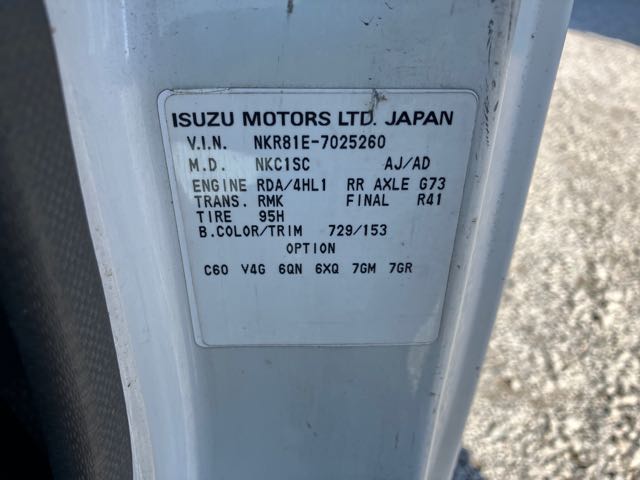 ISUZU MOTORS LTD. JAPAN
V.I.N. NKR81E-7025260
M.D. NKC1SC AJ/AD
ENGINE RDA/4HL1 RR AXLE G73
TRANS. RMK FINAL R41
TIRE 95H
B.COLOR/TRIM 729/153
OPTION
C60 V4G 6QN 6XQ 7GM 7GR